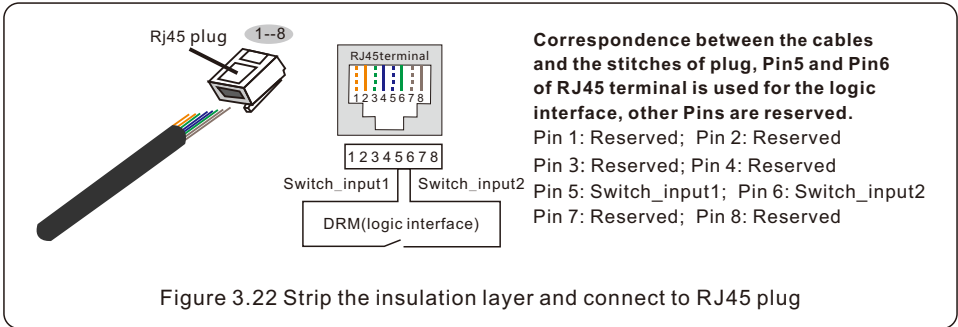 Rj45 plug
1--8
RJ45terminal
12345678
12345678
Switch_input1
Switch_input2
DRM(logic interface)
Correspondence between the cables
and the stitches of plug, Pin5 and Pin6
of RJ45 terminal is used for the logic
interface, other Pins are reserved.
Pin 1: Reserved; Pin 2: Reserved
Pin 3: Reserved; Pin 4: Reserved
Pin 5: Switch_input1; Pin 6: Switch_input2
Pin 7: Reserved; Pin 8: Reserved
Figure 3.22 Strip the insulation layer and connect to RJ45 plug